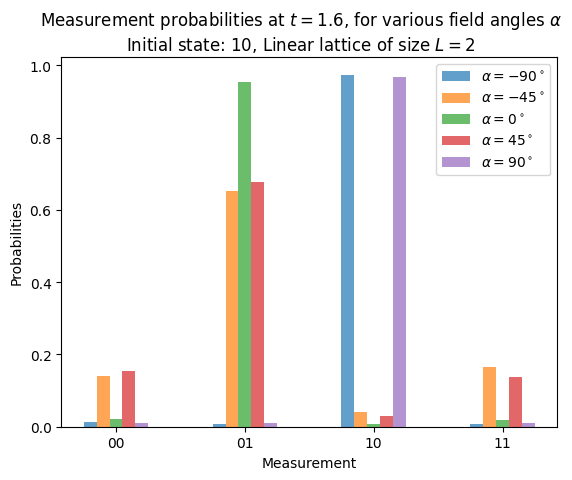 Measurement probabilities at t = 1.6, for various field angles α
Initial state: 10, Linear lattice of size L = 2
1.0
0.8
0.6
0.4
0.2
0.0
Probabilities
α = −90°
α = −45°
α = 0°
α = 45°
α = 90°
00 01 10 11
Measurement